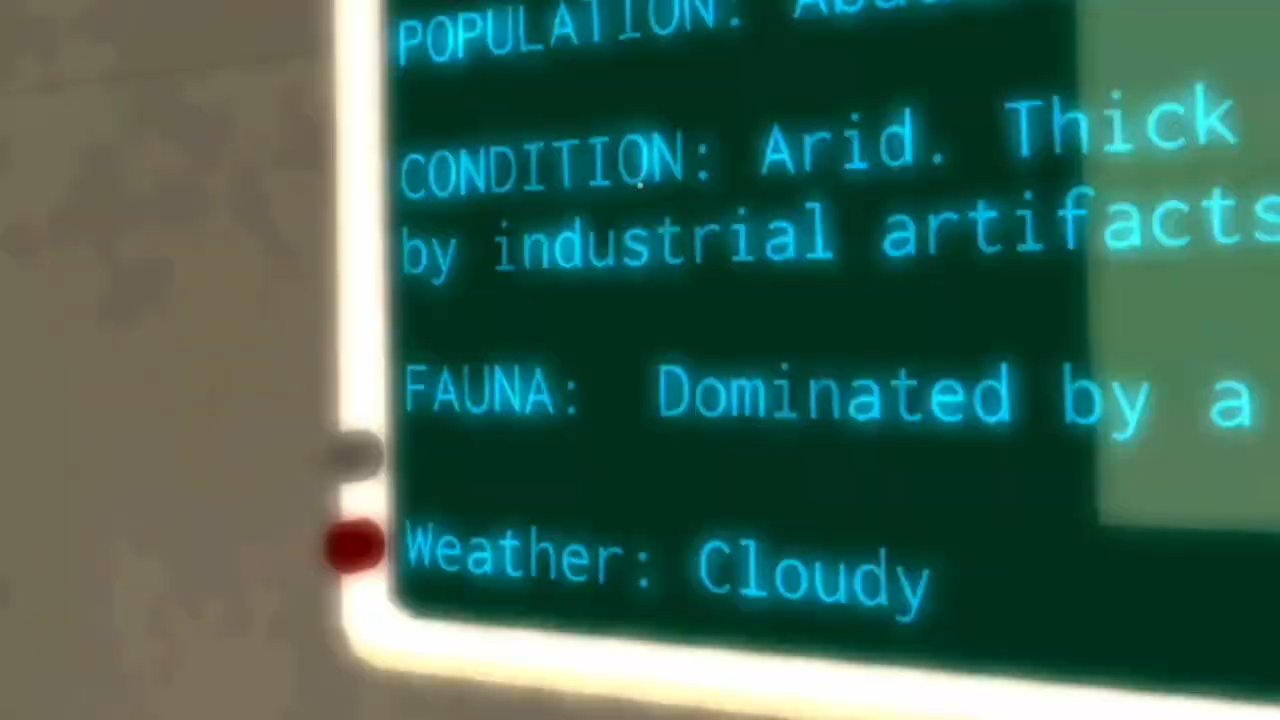 POPULATION:
CONDITION: Arid. Thick
by industrial artifacts
FAUNA: Dominated by a
Weather: Cloudy